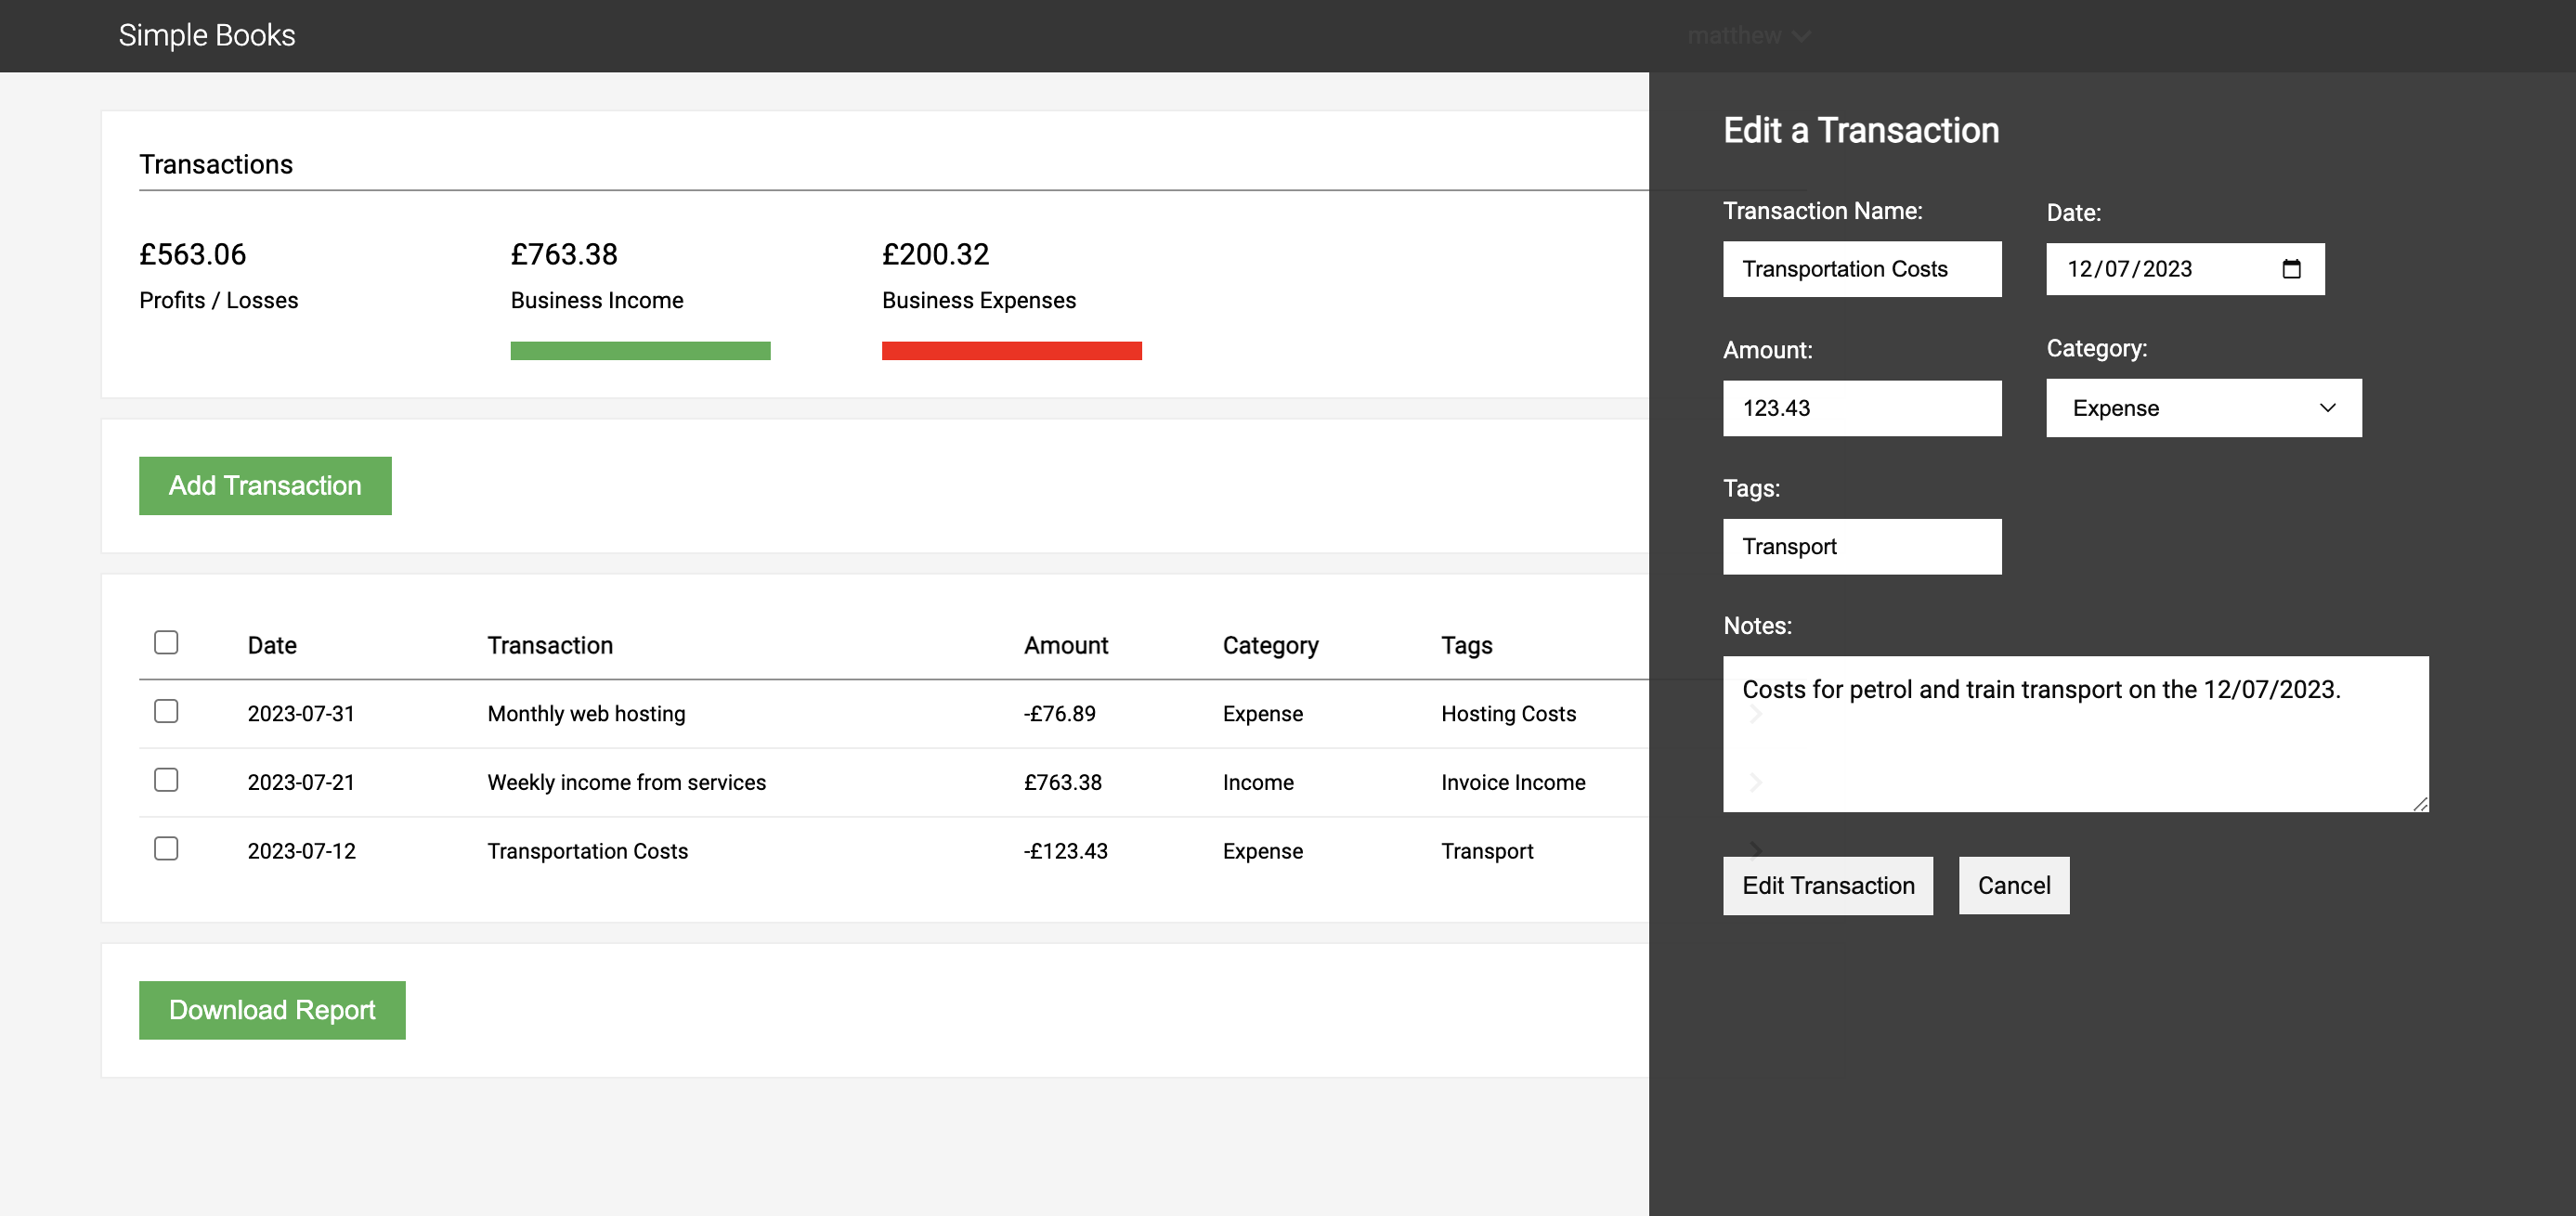 Simple Books
matthew
Transactions
£563.06
Profits / Losses
£763.38
Business Income
£200.32
Business Expenses
Add Transaction
Date Transaction Amount Category Tags
2023-07-31 Monthly web hosting -£76.89 Expense Hosting Costs
2023-07-21 Weekly income from services £763.38 Income Invoice Income
2023-07-12 Transportation Costs -£123.43 Expense Transport
Download Report
Edit a Transaction
Transaction Name:
Transportation Costs
Date:
12/07/2023
Amount:
123.43
Category:
Expense
Tags:
Transport
Notes:
Costs for petrol and train transport on the 12/07/2023.
Edit Transaction
Cancel